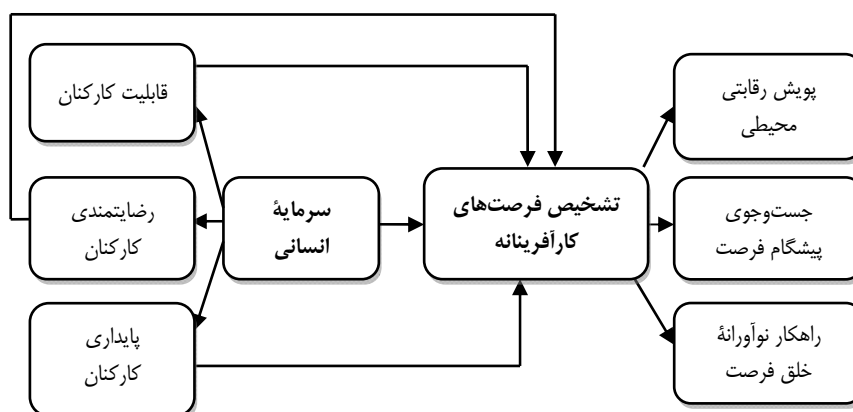 قابلیت کارکنان
رضایتمندی
کارکنان
پایداری
کارکنان
سرمایهٔ
انسانی
تشخیص فرصت‌های
کارآفرینانه
پویش رقابتی
محیطی
جست‌وجوی
پیشگام فرصت
راهکار نوآورانهٔ
خلق فرصت